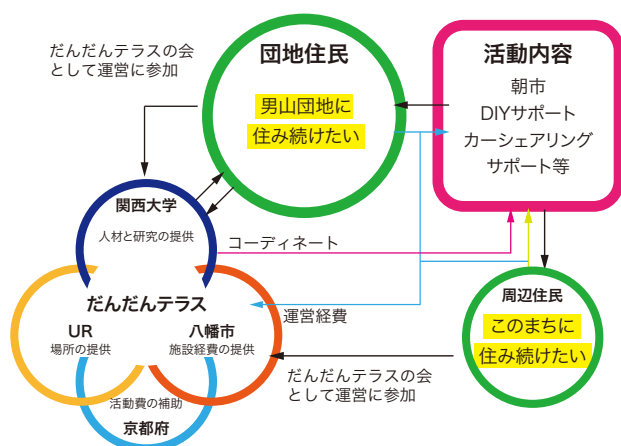 だんだんテラスの会
として運営に参加
団地住民
男山団地に
住み続けたい
活動内容
朝市
DIYサポート
カーシェアリング
サポート等
関西大学
人材と研究の提供
コーディネート
だんだんテラス
UR
場所の提供
八幡市
施設経費の提供
運営経費
周辺住民
このまちに
住み続けたい
だんだんテラスの会
として運営に参加
活動費の補助
京都府